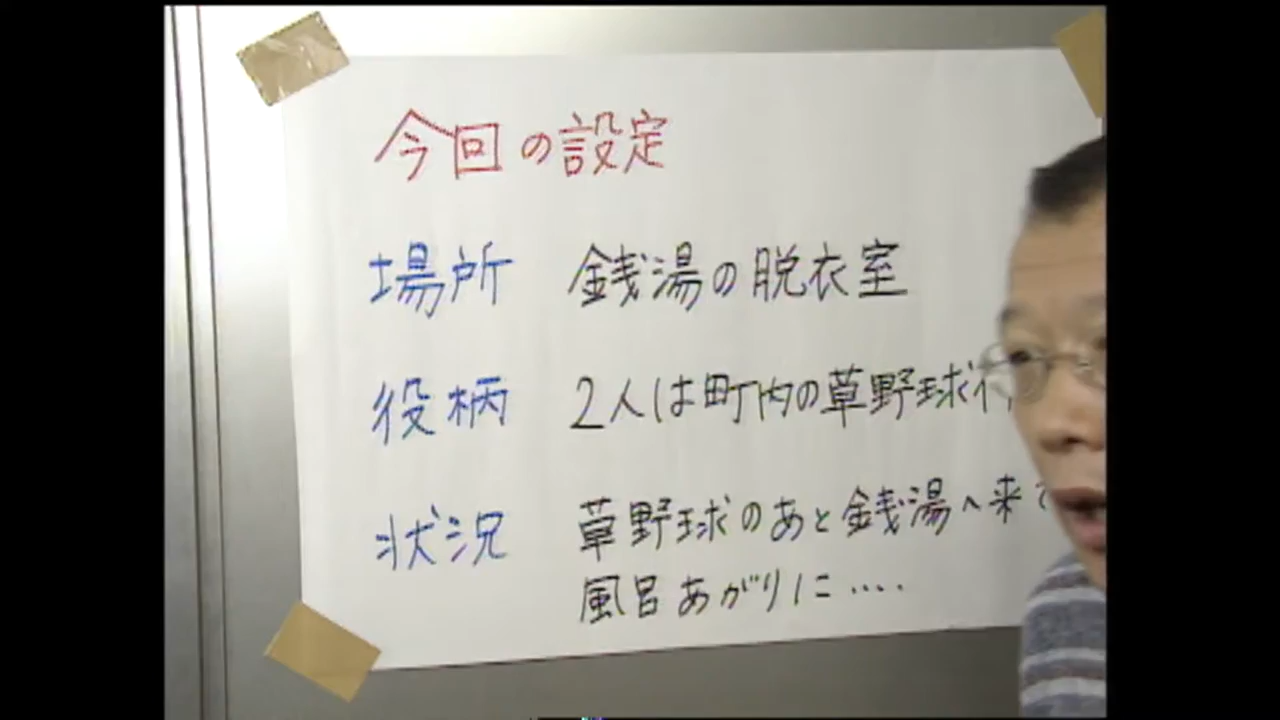 今回の設定
場所 銭湯の脱衣室
役柄 2人は町内の草野球
状況 草野球のあと銭湯へ来て
風呂あがりに‥‥